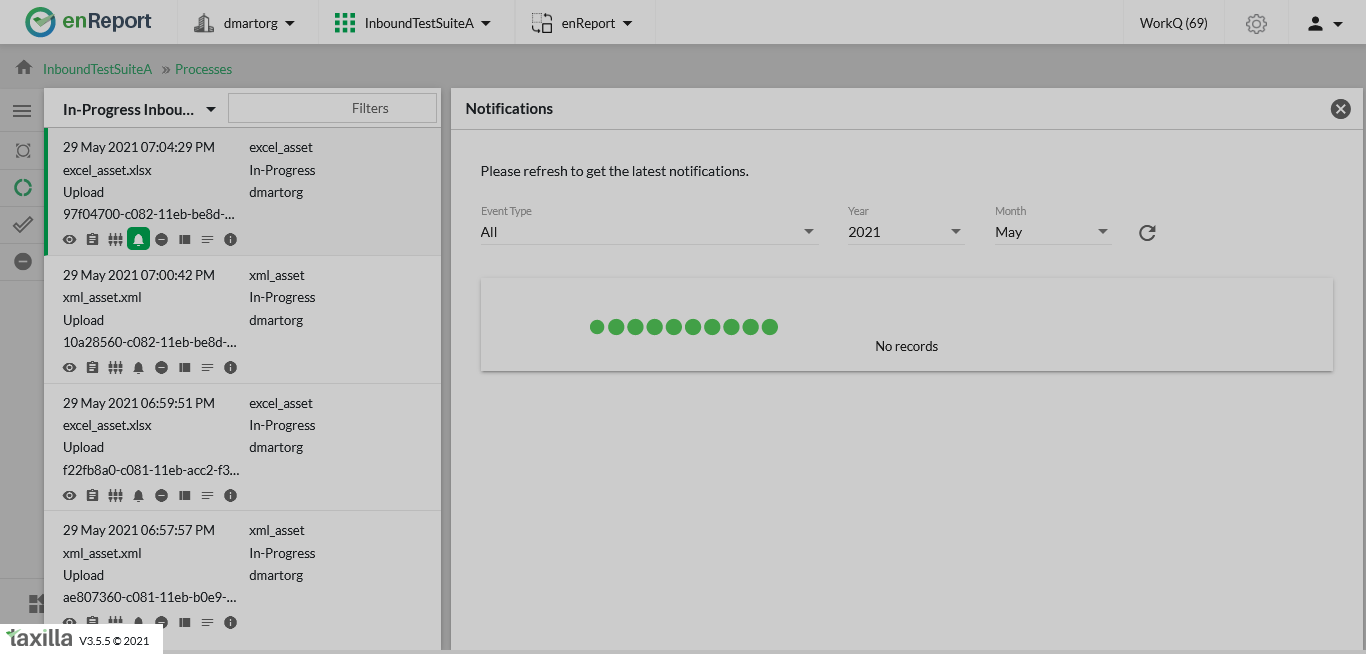 enReport dmartorg InboundTestSuiteA enReport WorkQ (69)
InboundTestSuiteA » Processes
In-Progress Inbou... Filters
29 May 2021 07:04:29 PM excel_asset
excel_asset.xlsx In-Progress
Upload dmartorg
97f04700-c082-11eb-be8d-...
29 May 2021 07:00:42 PM xml_asset
xml_asset.xml In-Progress
Upload dmartorg
10a28560-c082-11eb-be8d-...
29 May 2021 06:59:51 PM excel_asset
excel_asset.xlsx In-Progress
Upload dmartorg
f22fb8a0-c081-11eb-acc2-f3...
29 May 2021 06:57:57 PM xml_asset
xml_asset.xml In-Progress
Upload dmartorg
ae807360-c081-11eb-b0e9-...
Notifications
Please refresh to get the latest notifications.
Event Type Year Month
All 2021 May
No records
taxilla V3.5.5 © 2021